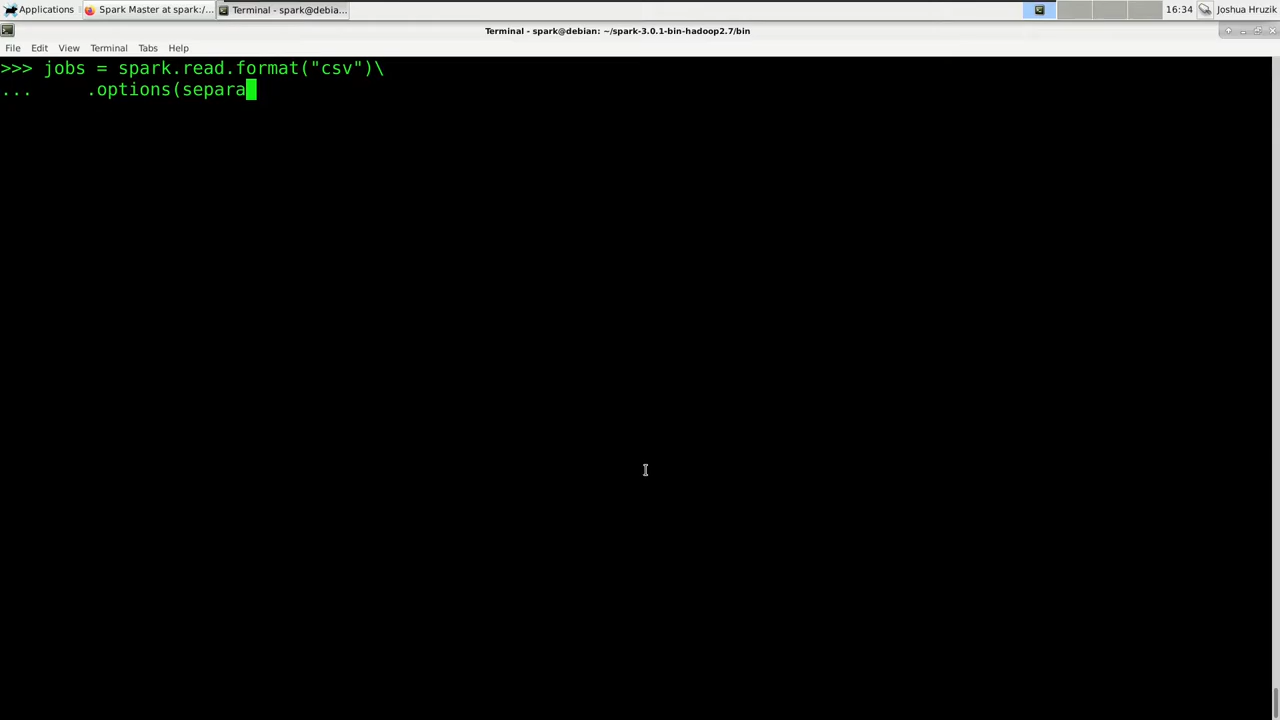 Applications
Spark Master at spark:/...
Terminal - spark@debia...
16:34
Joshua Hruzik
Terminal - spark@debian: ~/spark-3.0.1-bin-hadoop2.7/bin
File Edit View Terminal Tabs Help
>>> jobs = spark.read.format("csv")\
...     .options(separa